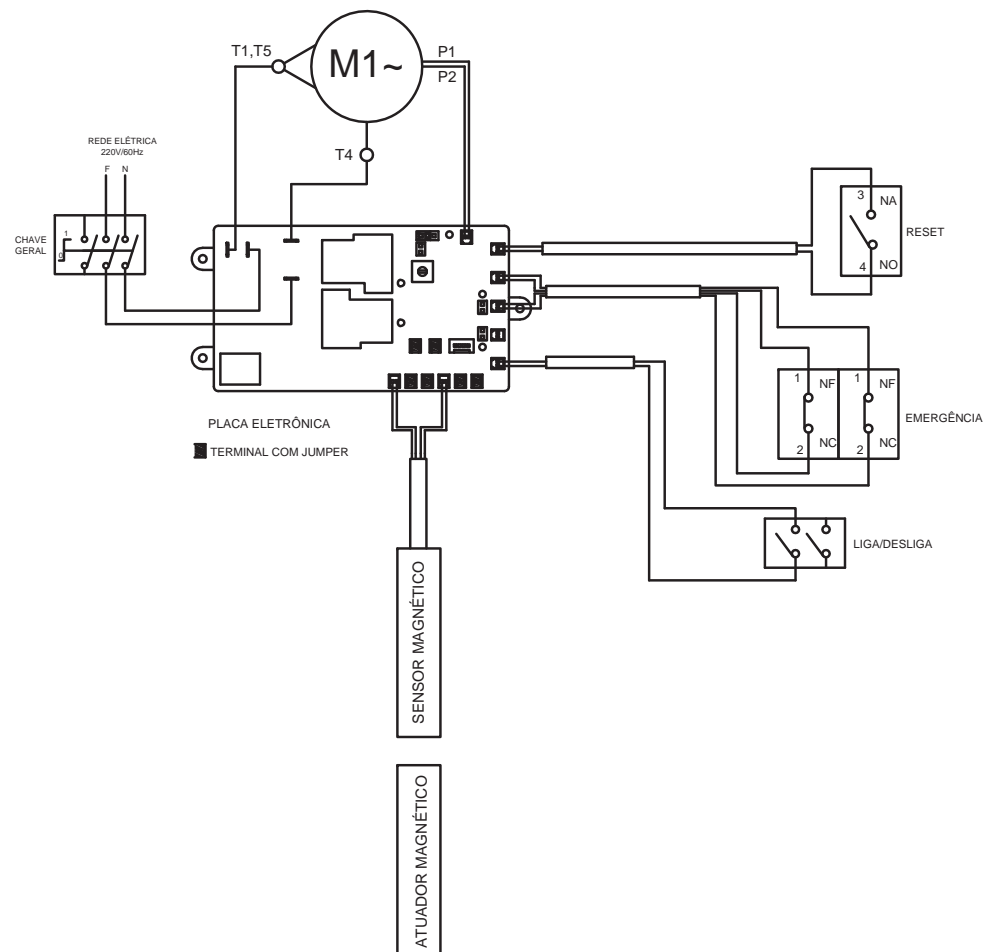 T1,T5
M1~
P1
P2
T4
REDE ELÉTRICA
220V/60Hz
F N
CHAVE
GERAL
1
0
3 NA
RESET
4 NO
1 NF 1 NF
EMERGÊNCIA
2 NC 2 NC
PLACA ELETRÔNICA
TERMINAL COM JUMPER
LIGA/DESLIGA
SENSOR MAGNÉTICO
ATUADOR MAGNÉTICO